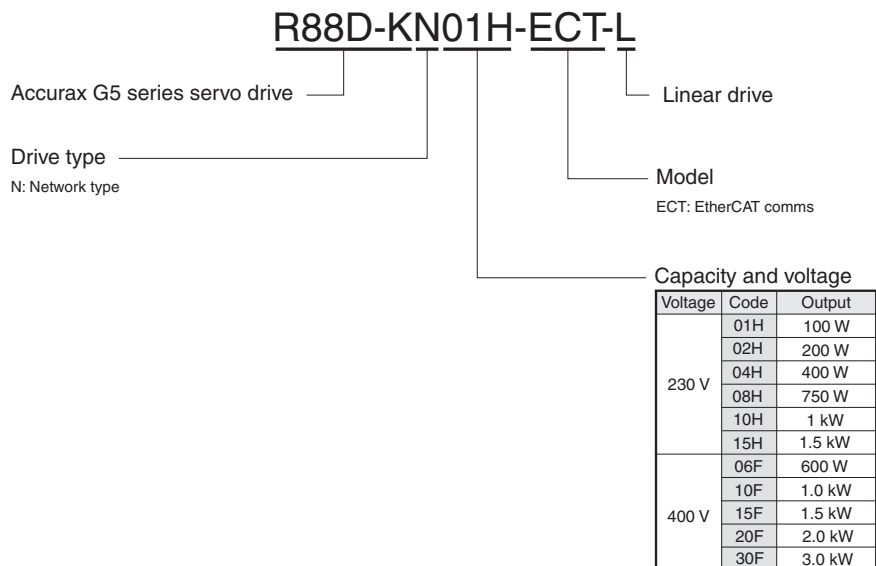 R88D-KN01H-ECT-L
Accurax G5 series servo drive
Linear drive
Drive type
N: Network type
Model
ECT: EtherCAT comms
Capacity and voltage
Voltage Code Output
230 V
01H 100 W
02H 200 W
04H 400 W
08H 750 W
10H 1 kW
15H 1.5 kW
400 V
06F 600 W
10F 1.0 kW
15F 1.5 kW
20F 2.0 kW
30F 3.0 kW